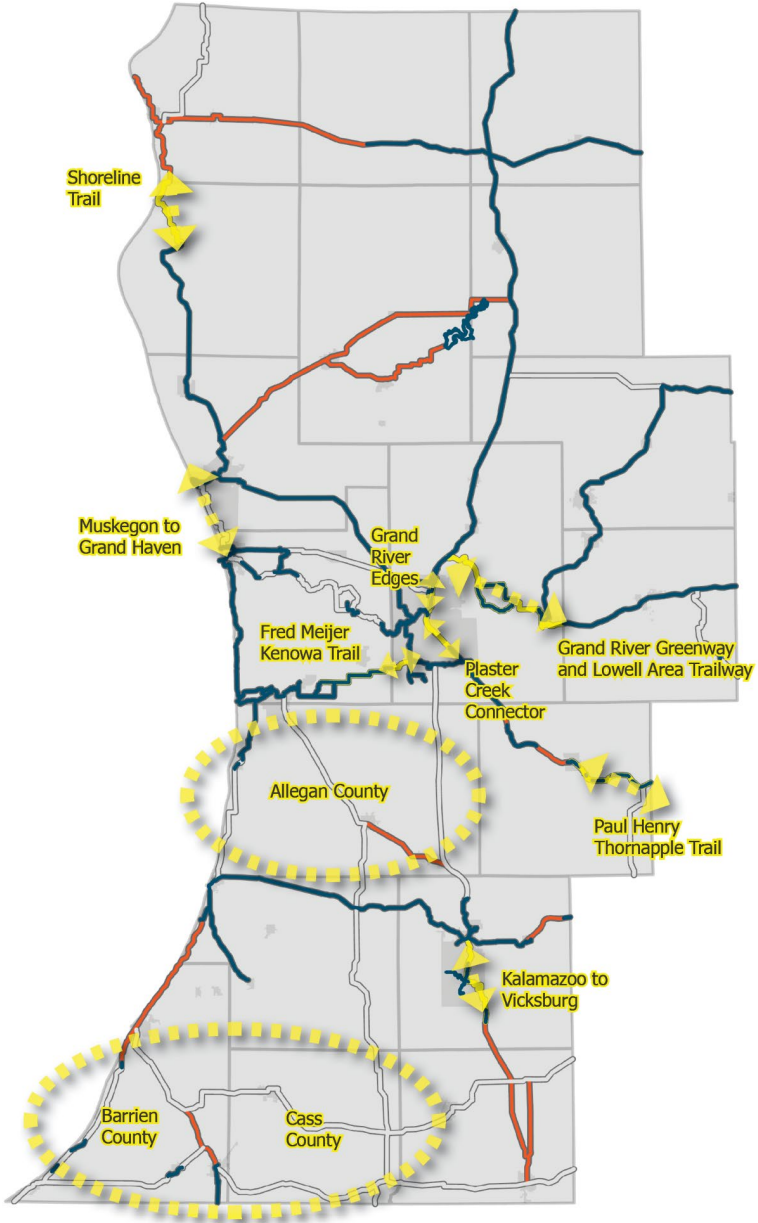 Shoreline
Trail
Muskegon to
Grand Haven
Grand
River
Edges
Fred Meijer
Kenowa Trail
Grand River Greenway
and Lowell Area Trailway
Plaster
Creek
Connector
Allegan County
Paul Henry
Thornapple Trail
Kalamazoo to
Vicksburg
Barrien
County
Cass
County